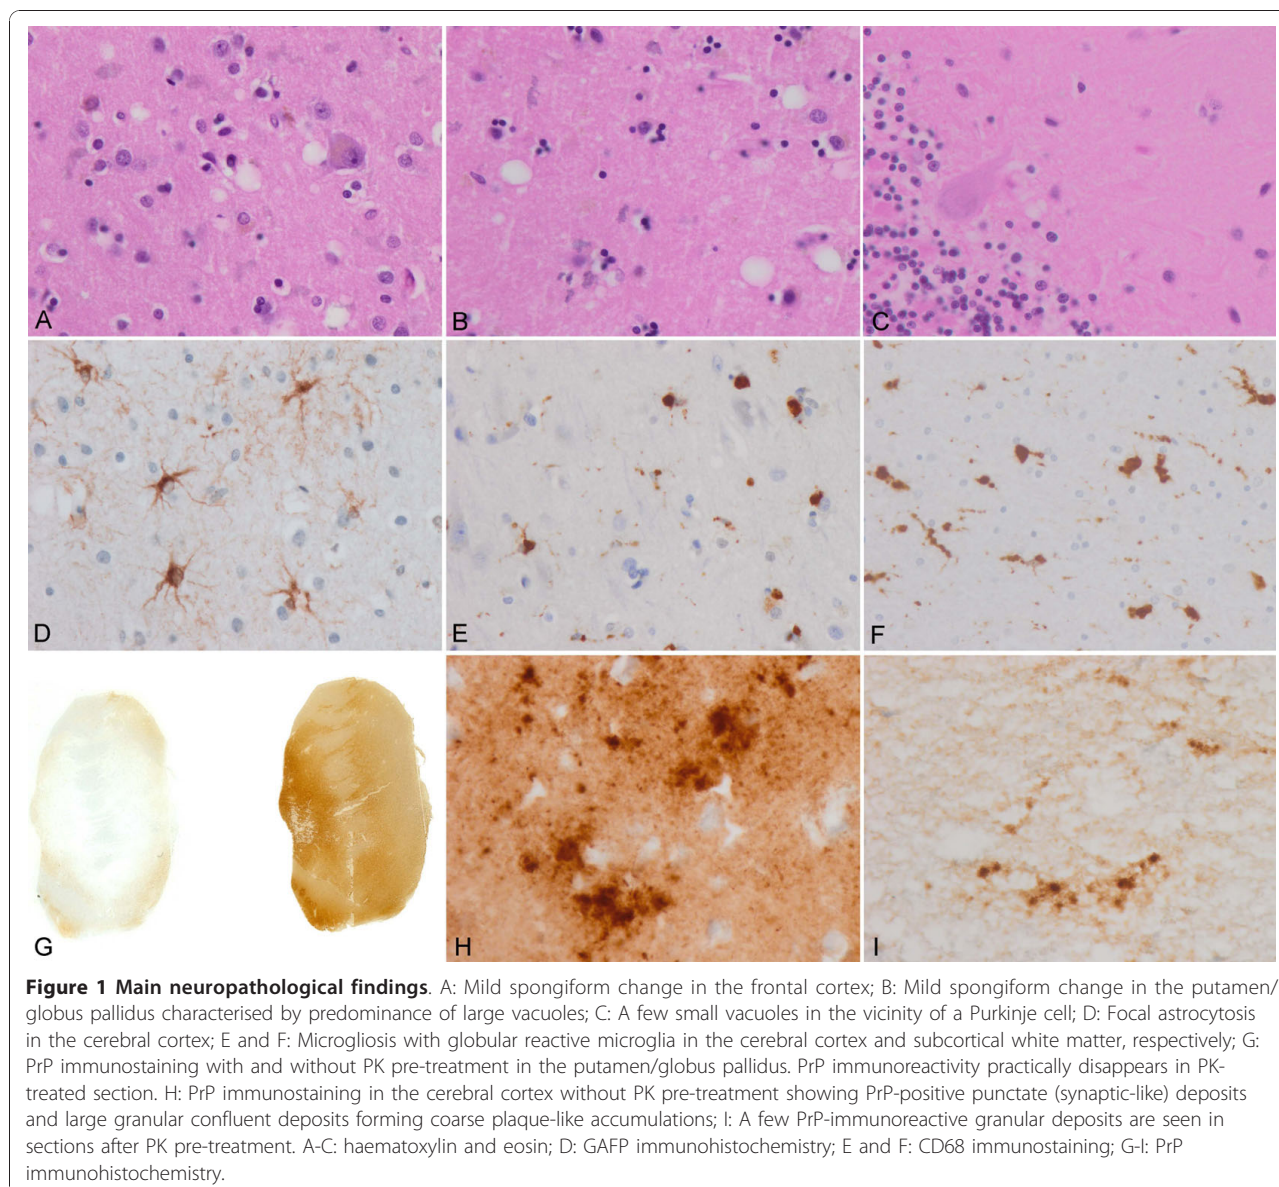 A
B
C
D
E
F
G
H
I
Figure 1 Main neuropathological findings. A: Mild spongiform change in the frontal cortex; B: Mild spongiform change in the putamen/
globus pallidus characterised by predominance of large vacuoles; C: A few small vacuoles in the vicinity of a Purkinje cell; D: Focal astrocytosis
in the cerebral cortex; E and F: Microgliosis with globular reactive microglia in the cerebral cortex and subcortical white matter, respectively; G:
PrP immunostaining with and without PK pre-treatment in the putamen/globus pallidus. PrP immunoreactivity practically disappears in PK-
treated section. H: PrP immunostaining in the cerebral cortex without PK pre-treatment showing PrP-positive punctate (synaptic-like) deposits
and large granular confluent deposits forming coarse plaque-like accumulations; I: A few PrP-immunoreactive granular deposits are seen in
sections after PK pre-treatment. A-C: haematoxylin and eosin; D: GAFP immunohistochemistry; E and F: CD68 immunostaining; G-I: PrP
immunohistochemistry.